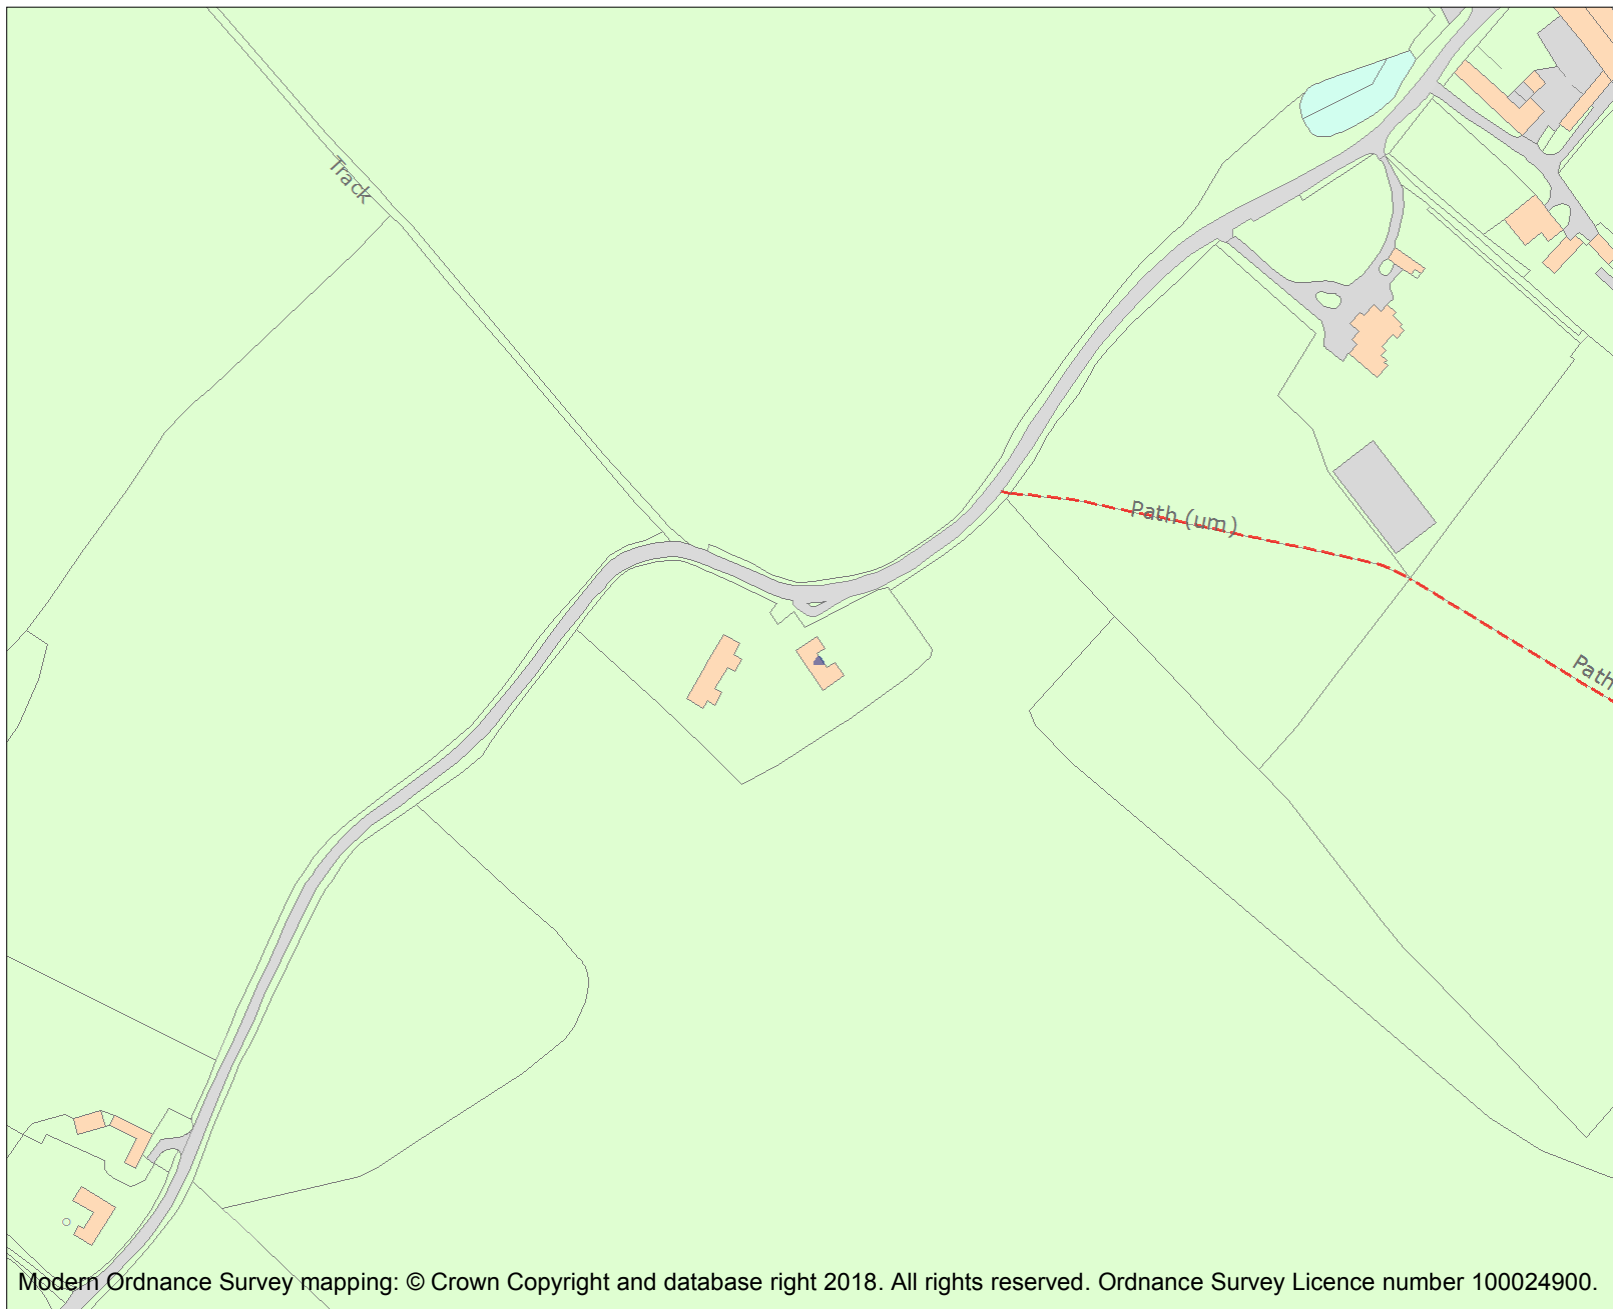 Track
Path (um)
Path
Modern Ordnance Survey mapping: © Crown Copyright and database right 2018. All rights reserved. Ordnance Survey Licence number 100024900.